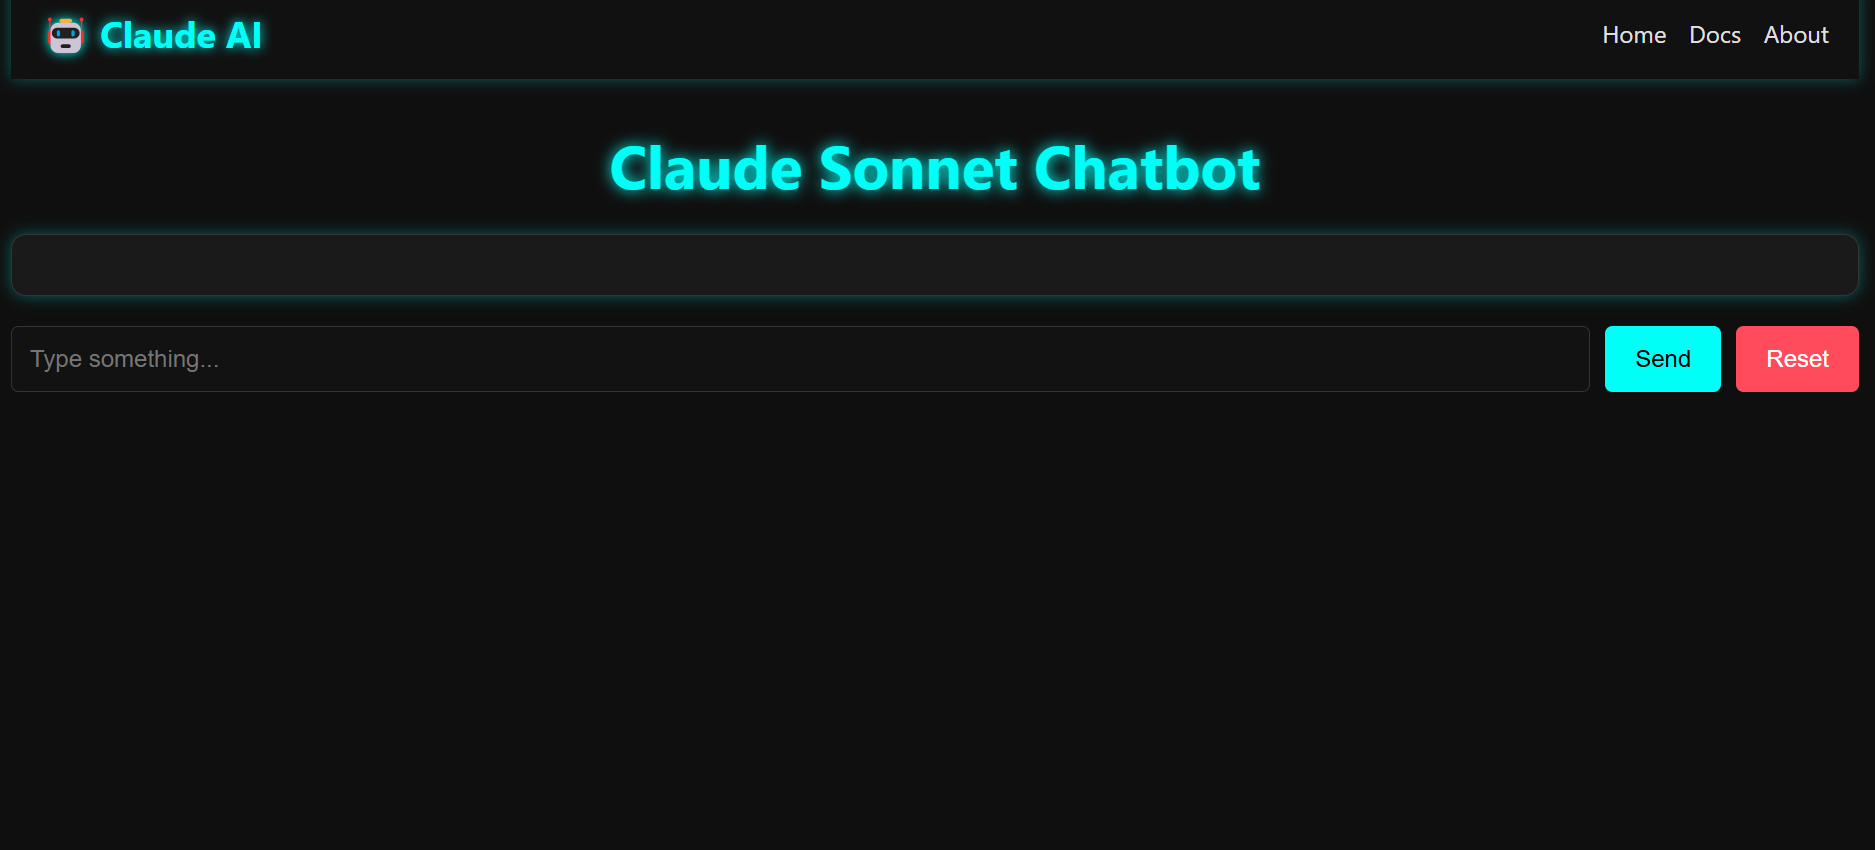 Claude AI
Home Docs About
Claude Sonnet Chatbot
Type something...
Send
Reset